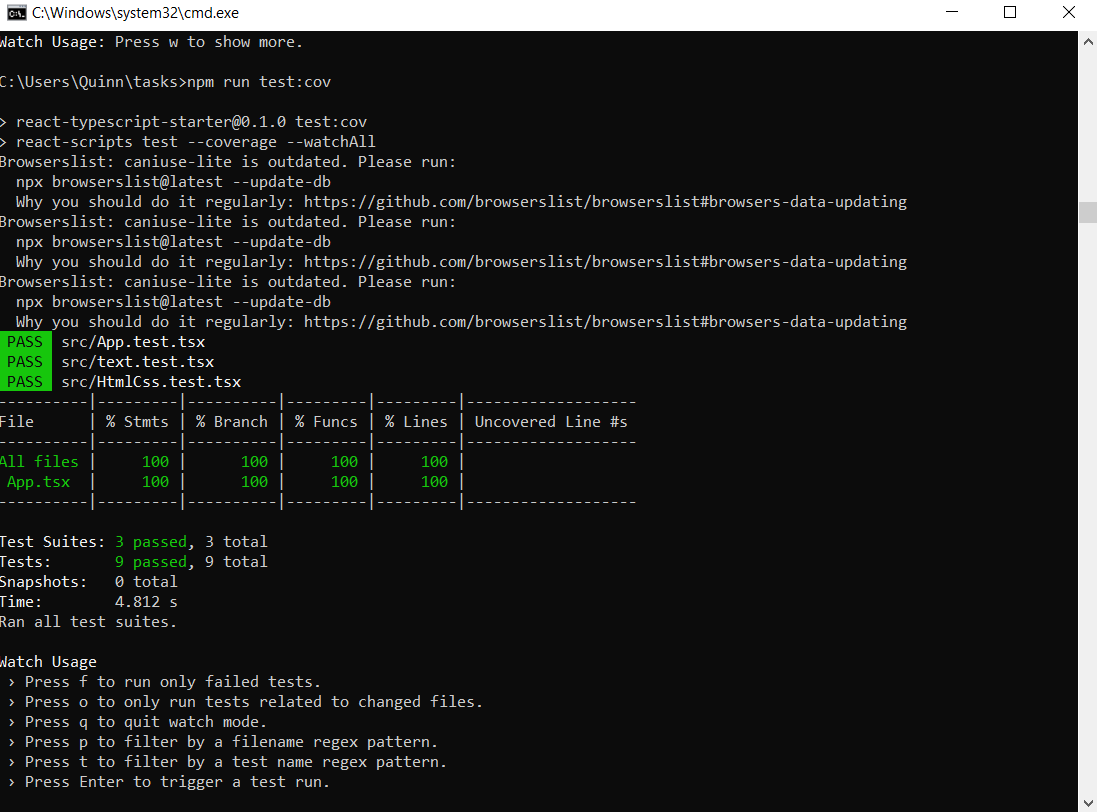 C:\Windows\system32\cmd.exe
Watch Usage: Press w to show more.
C:\Users\Quinn\tasks>npm run test:cov
> react-typescript-starter@0.1.0 test:cov
> react-scripts test --coverage --watchAll
Browserslist: caniuse-lite is outdated. Please run:
  npx browserslist@latest --update-db
  Why you should do it regularly: https://github.com/browserslist/browserslist#browsers-data-updating
Browserslist: caniuse-lite is outdated. Please run:
  npx browserslist@latest --update-db
  Why you should do it regularly: https://github.com/browserslist/browserslist#browsers-data-updating
Browserslist: caniuse-lite is outdated. Please run:
  npx browserslist@latest --update-db
  Why you should do it regularly: https://github.com/browserslist/browserslist#browsers-data-updating
PASS src/App.test.tsx
PASS src/text.test.tsx
PASS src/HtmlCss.test.tsx
----------|---------|----------|---------|---------|-------------------
File      | % Stmts | % Branch | % Funcs | % Lines | Uncovered Line #s
----------|---------|----------|---------|---------|-------------------
All files |     100 |      100 |     100 |     100 |
 App.tsx  |     100 |      100 |     100 |     100 |
----------|---------|----------|---------|---------|-------------------
Test Suites: 3 passed, 3 total
Tests:       9 passed, 9 total
Snapshots:   0 total
Time:        4.812 s
Ran all test suites.
Watch Usage
 › Press f to run only failed tests.
 › Press o to only run tests related to changed files.
 › Press q to quit watch mode.
 › Press p to filter by a filename regex pattern.
 › Press t to filter by a test name regex pattern.
 › Press Enter to trigger a test run.